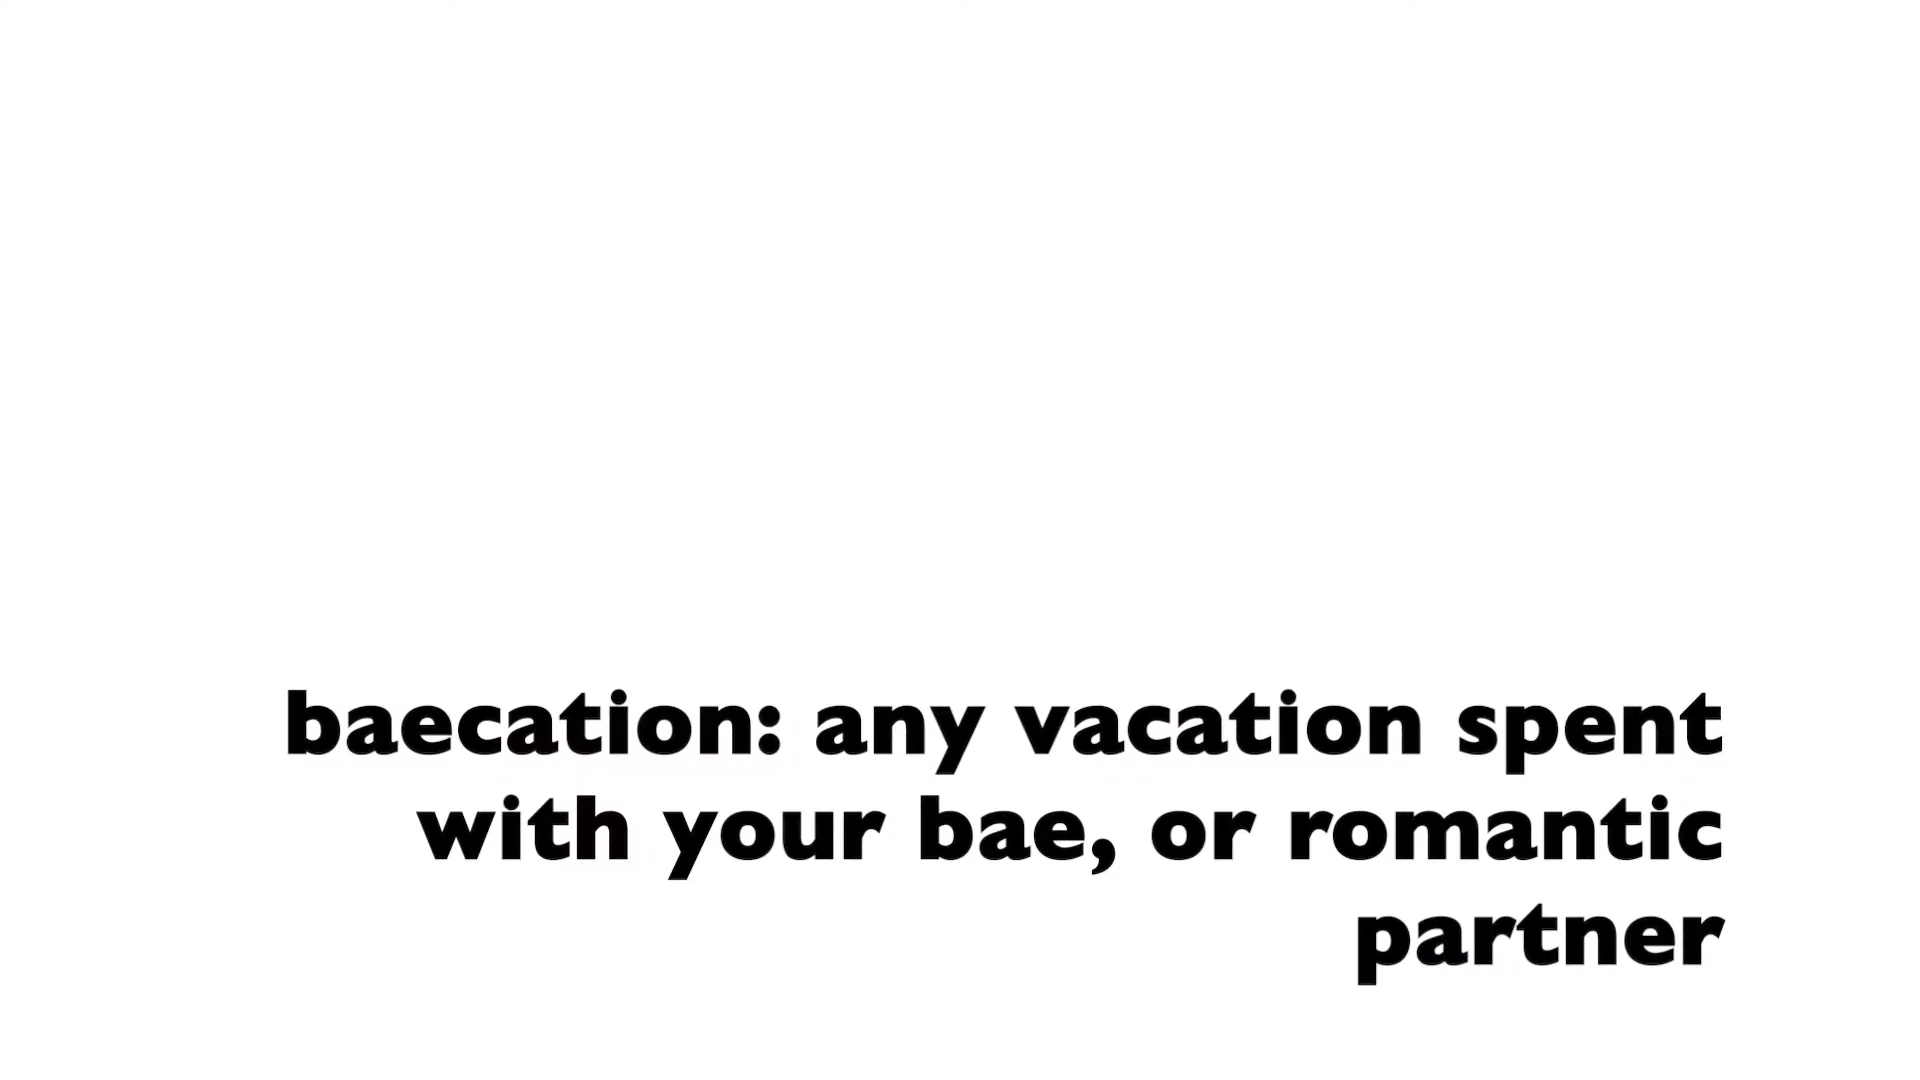 baecation: any vacation spent
with your bae, or romantic
partner